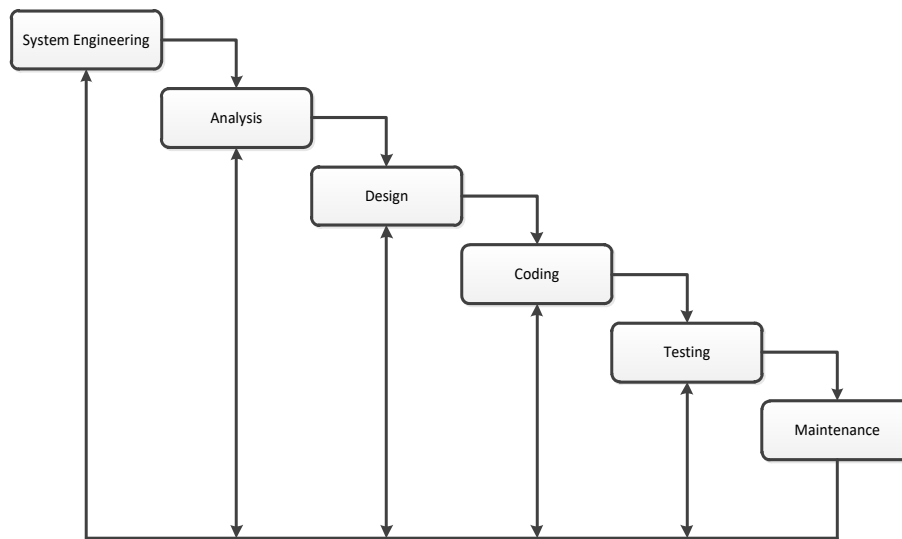 System Engineering
Analysis
Design
Coding
Testing
Maintenance